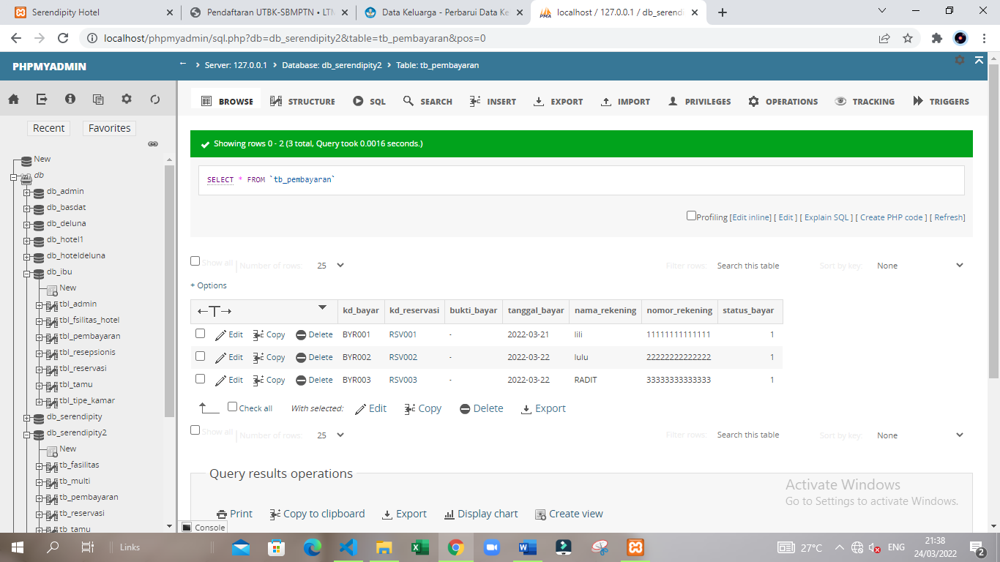 Serendipity Hotel
Pendaftaran UTBK-SBMPTN • LTM
Data Keluarga - Perbarui Data Ke
localhost / 127.0.0.1 / db_serendi
localhost/phpmyadmin/sql.php?db=db_serendipity2&table=tb_pembayaran&pos=0
PHPMYADMIN
Server: 127.0.0.1 › Database: db_serendipity2 › Table: tb_pembayaran
BROWSE STRUCTURE SQL SEARCH INSERT EXPORT IMPORT PRIVILEGES OPERATIONS TRACKING TRIGGERS
Recent Favorites
New
db
db_admin
db_basdat
db_deluna
db_hotel1
db_hoteldeluna
db_ibu
New
tbl_admin
tbl_fsilitas_hotel
tbl_pembayaran
tbl_resepsionis
tbl_reservasi
tbl_tamu
tbl_tipe_kamar
db_serendipity
db_serendipity2
New
tb_fasilitas
tb_multi
tb_pembayaran
tb_reservasi
tb_tamu
Showing rows 0 - 2 (3 total, Query took 0.0016 seconds.)
SELECT * FROM `tb_pembayaran`
Profiling [Edit inline] [ Edit ] [ Explain SQL ] [ Create PHP code ] [ Refresh]
Show all Number of rows: 25 Filter rows: Search this table Sort by key: None
+ Options
kd_bayar kd_reservasi bukti_bayar tanggal_bayar nama_rekening nomor_rekening status_bayar
Edit Copy Delete BYR001 RSV001 - 2022-03-21 lili 11111111111111 1
Edit Copy Delete BYR002 RSV002 - 2022-03-22 lulu 22222222222222 1
Edit Copy Delete BYR003 RSV003 - 2022-03-22 RADIT 33333333333333 1
Check all With selected: Edit Copy Delete Export
Show all Number of rows: 25 Filter rows: Search this table Sort by key: None
Query results operations
Print Copy to clipboard Export Display chart Create view
Activate Windows
Go to Settings to activate Windows.
Console
Links
27°C
ENG
21:38
24/03/2022
2